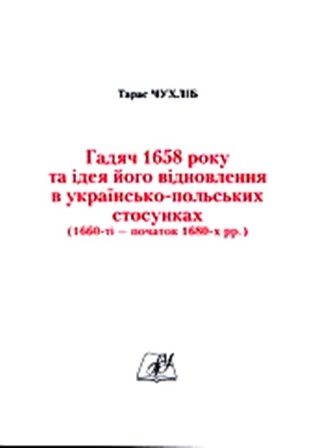 Тарас ЧУХЛІБ
Гадяч 1658 року
та ідея його відновлення
в українсько-польських
стосунках
(1660-ті — початок 1680-х рр.)